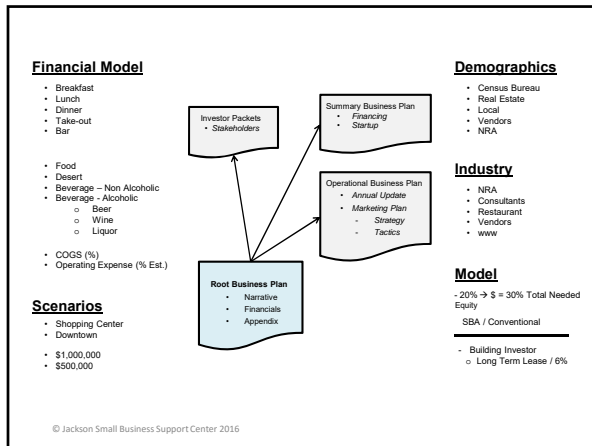 Financial Model
• Breakfast
• Lunch
• Dinner
• Take-out
• Bar
• Food
• Desert
• Beverage – Non Alcoholic
• Beverage - Alcoholic
o Beer
o Wine
o Liquor
• COGS (%)
• Operating Expense (% Est.)
Scenarios
• Shopping Center
• Downtown
• $1,000,000
• $500,000
Investor Packets
• Stakeholders
Summary Business Plan
• Financing
• Startup
Operational Business Plan
• Annual Update
• Marketing Plan
- Strategy
- Tactics
Root Business Plan
• Narrative
• Financials
• Appendix
Demographics
• Census Bureau
• Real Estate
• Local
• Vendors
• NRA
Industry
• NRA
• Consultants
• Restaurant
• Vendors
• www
Model
- 20% → $ = 30% Total Needed
Equity
SBA / Conventional
- Building Investor
o Long Term Lease / 6%
© Jackson Small Business Support Center 2016